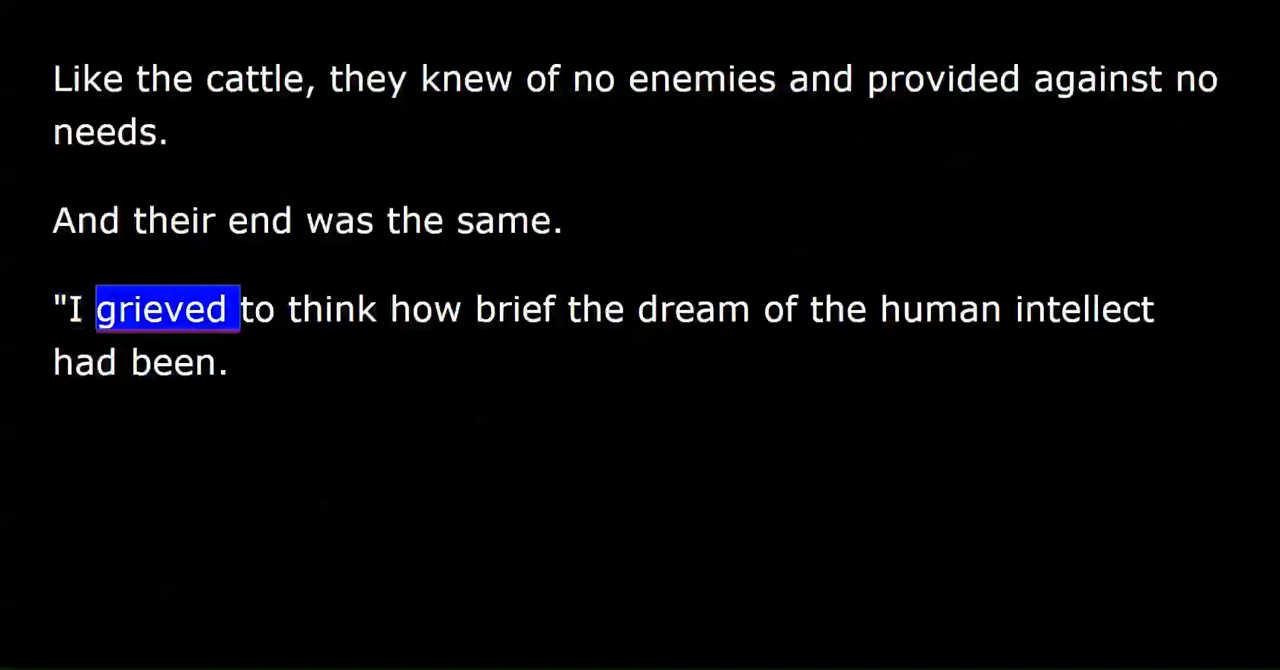 Like the cattle, they knew of no enemies and provided against no
needs.
And their end was the same.
"I grieved to think how brief the dream of the human intellect
had been.